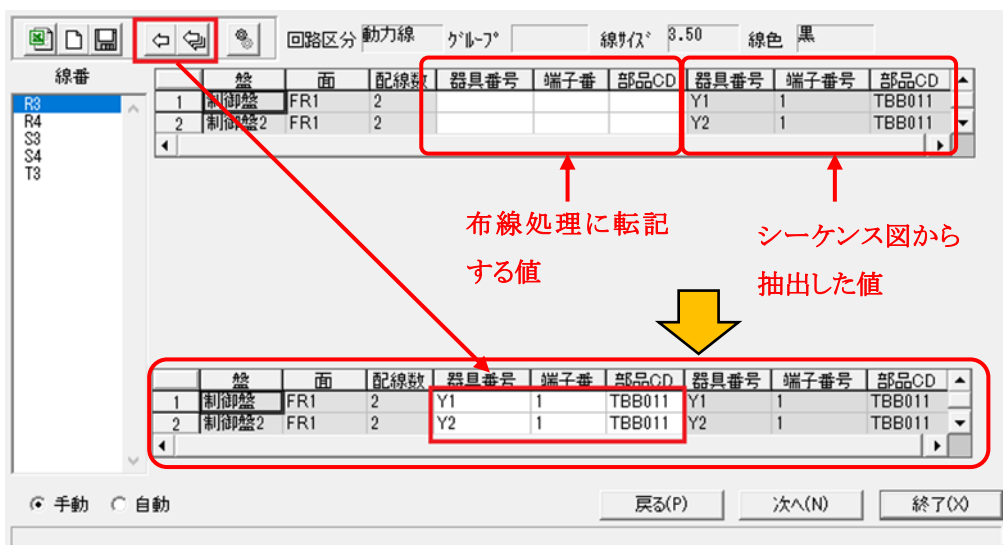 回路区分 動力線 ｸﾞﾙｰﾌﾟ 線ｻｲｽﾞ 3.50 線色 黒
線番
R3
R4
S3
S4
T3
盤 面 配線数 器具番号 端子番 部品CD 器具番号 端子番号 部品CD
1 制御盤 FR1 2 Y1 1 TBB011
2 制御盤2 FR1 2 Y2 1 TBB011
布線処理に転記
する値
シーケンス図から
抽出した値
盤 面 配線数 器具番号 端子番 部品CD 器具番号 端子番号 部品CD
1 制御盤 FR1 2 Y1 1 TBB011 Y1 1 TBB011
2 制御盤2 FR1 2 Y2 1 TBB011 Y2 1 TBB011
手動 自動 戻る(P) 次へ(N) 終了(X)